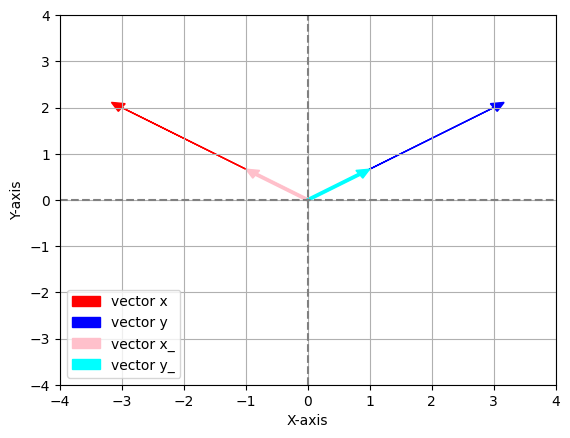 4
3
2
1
0
−1
−2
−3
−4
Y-axis
vector x
vector y
vector x_
vector y_
−4 −3 −2 −1 0 1 2 3 4
X-axis